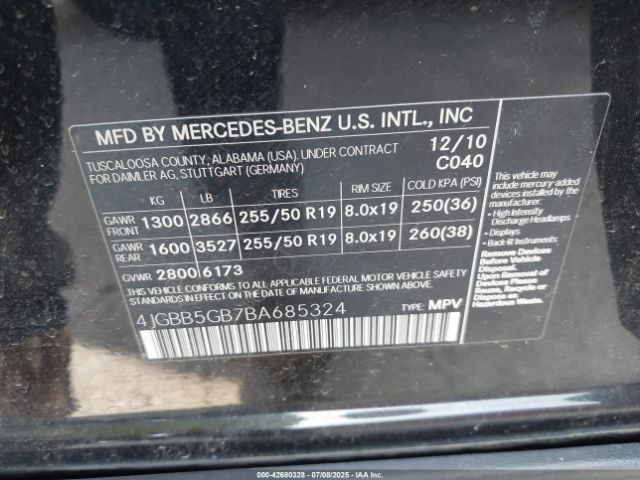 MFD BY MERCEDES-BENZ U.S. INTL., INC
TUSCALOOSA COUNTY, ALABAMA (USA). UNDER CONTRACT 12/10
FOR DAIMLER AG, STUTTGART (GERMANY) C040
KG LB TIRES RIM SIZE COLD KPA (PSI)
GAWR FRONT 1300 2866 255/50 R19 8.0x19 250(36)
GAWR REAR 1600 3527 255/50 R19 8.0x19 260(38)
GVWR 2800 6173
THIS VEHICLE CONFORMS TO ALL APPLICABLE FEDERAL MOTOR VEHICLE SAFETY
STANDARDS IN EFFECT ON THE DATE OF MANUFACTURE SHOWN ABOVE.
4JGBB5GB7BA685324 TYPE: MPV
This vehicle may
include mercury-added
devices installed by the
manufacturer:
• High Intensity
Discharge Headlamps
• Displays
• Back-lit Instruments
Remove Devices
Before Vehicle
Disposal.
Upon Removal of
Devices Please
Reuse, Recycle or
Dispose as
Hazardous Waste.
000-42680328 - 07/08/2025 - IAAI.COM